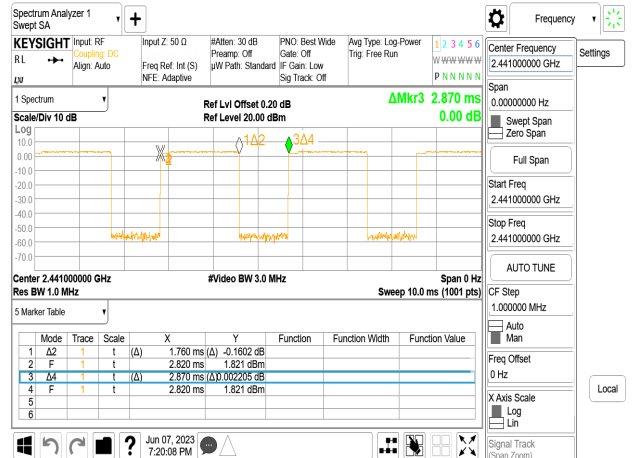 Spectrum Analyzer 1
Swept SA
Frequency
KEYSIGHT Input: RF
RL
Coupling: DC
Align: Auto
Input Z: 50 Ω
Freq Ref: Int (S)
NFE: Adaptive
#Atten: 30 dB
Preamp: Off
µW Path: Standard
PNO: Best Wide
Gate: Off
IF Gain: Low
Sig Track: Off
Avg Type: Log-Power
Trig: Free Run
1 2 3 4 5 6
W W W W W W
P N N N N N
1 Spectrum
Scale/Div 10 dB
Ref Lvl Offset 0.20 dB
Ref Level 20.00 dBm
ΔMkr3 2.870 ms
0.00 dB
Log
10.0
0.00
-10.0
-20.0
-30.0
-40.0
-50.0
-60.0
-70.0
1Δ2
3Δ4
Center 2.441000000 GHz
#Video BW 3.0 MHz
Span 0 Hz
Res BW 1.0 MHz
Sweep 10.0 ms (1001 pts)
5 Marker Table
Mode Trace Scale X Y Function Function Width Function Value
1 Δ2 1 t (Δ) 1.760 ms (Δ) -0.1602 dB
2 F 1 t 2.820 ms 1.821 dBm
3 Δ4 1 t (Δ) 2.870 ms (Δ)0.002205 dB
4 F 1 t 2.820 ms 1.821 dBm
5
6
Jun 07, 2023
7:20:08 PM
Center Frequency
2.441000000 GHz
Settings
Span
0.00000000 Hz
Swept Span
Zero Span
Full Span
Start Freq
2.441000000 GHz
Stop Freq
2.441000000 GHz
AUTO TUNE
CF Step
1.000000 MHz
Auto
Man
Freq Offset
0 Hz
X Axis Scale
Log
Lin
Local
Signal Track
(Span Zoom)